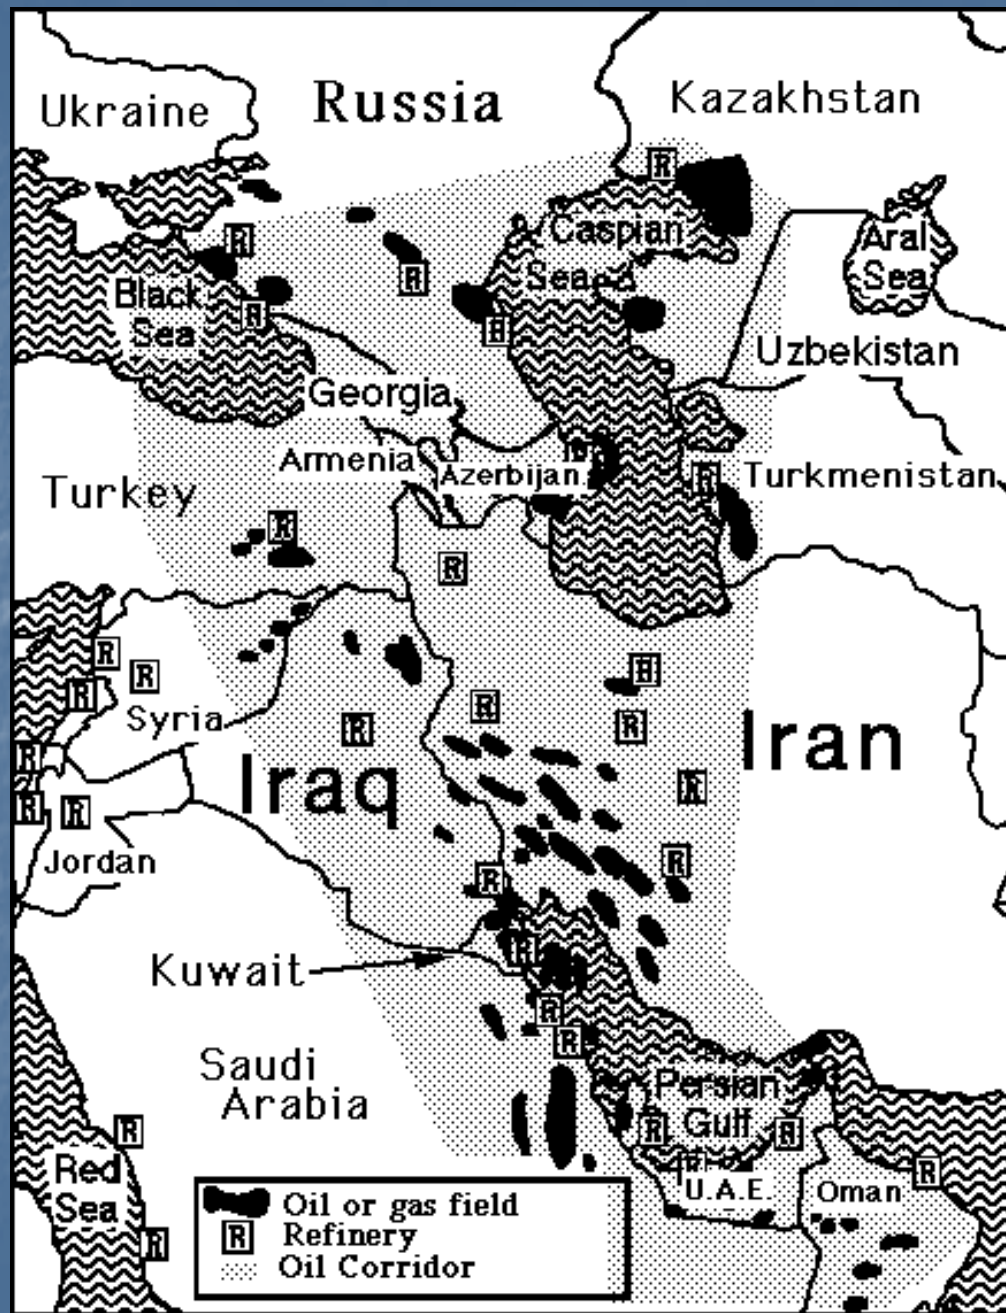 Ukraine
Russia
Kazakhstan
R
Caspian
Sea
Aral
Sea
R
R
Black
Sea
R
R
Uzbekistan
Georgia
Armenia
Azerbijan
R
R
Turkmenistan
Turkey
R
R
R
R
R
R
Syria
R
R
R
R
Iran
Iraq
R
R
R
R
Jordan
R
R
Kuwait
R
R
R
Saudi
Arabia
Persian
Gulf
R
R
R
Red
Sea
R
U.A.E.
Oman
R
R
Oil or gas field
R
Refinery
Oil Corridor